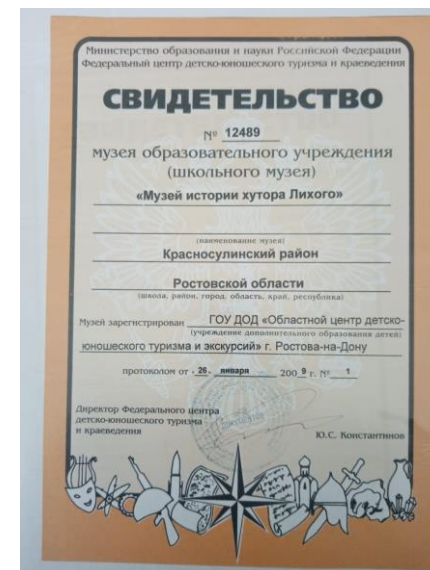 Министерство образования и науки Российской Федерации
Федеральный центр детско-юношеского туризма и краеведения
СВИДЕТЕЛЬСТВО
№ 12489
музея образовательного учреждения
(школьного музея)
«Музей истории хутора Лихого»
(наименование музея)
Красносулинский район
Ростовской области
(школа, район, город, область, край, республика)
Музей зарегистрирован ГОУ ДОД «Областной центр детско-
(учреждение дополнительного образования детей)
юношеского туризма и экскурсий» г. Ростова-на-Дону
протоколом от «26» января 2009 г. № 1
Директор Федерального центра
детско-юношеского туризма
и краеведения
Ю.С. Константинов